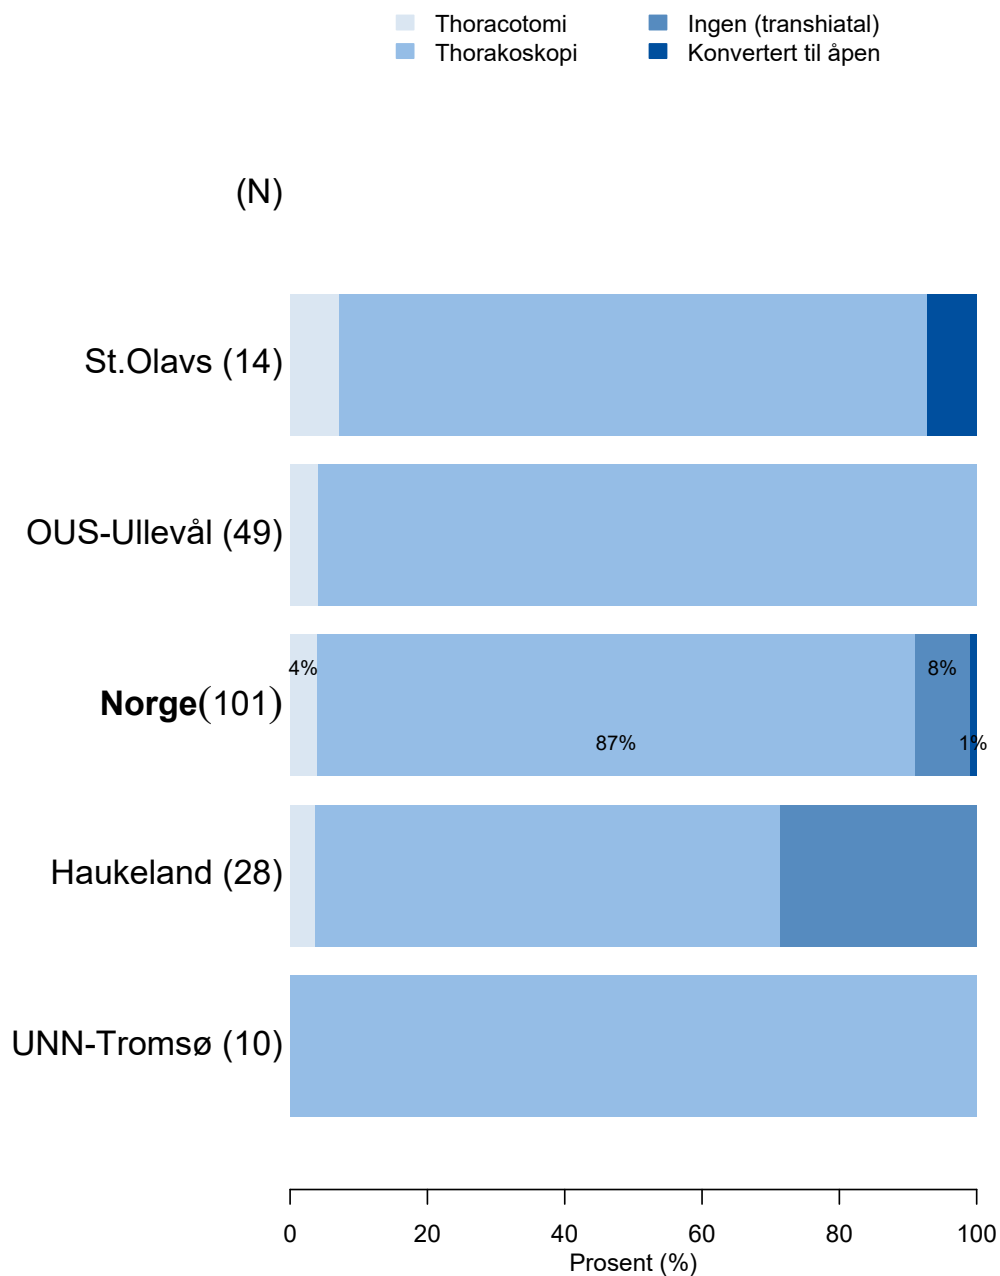 Thoracotomi
Thorakoskopi
Ingen (transhiatal)
Konvertert til åpen
(N)
St.Olavs (14)
OUS-Ullevål (49)
Norge(101)
4%
87%
8%
1%
Haukeland (28)
UNN-Tromsø (10)
0 20 40 60 80 100
Prosent (%)